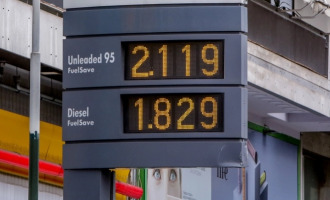 Unleaded 95
FuelSave
2.119
Diesel
FuelSave
1.829